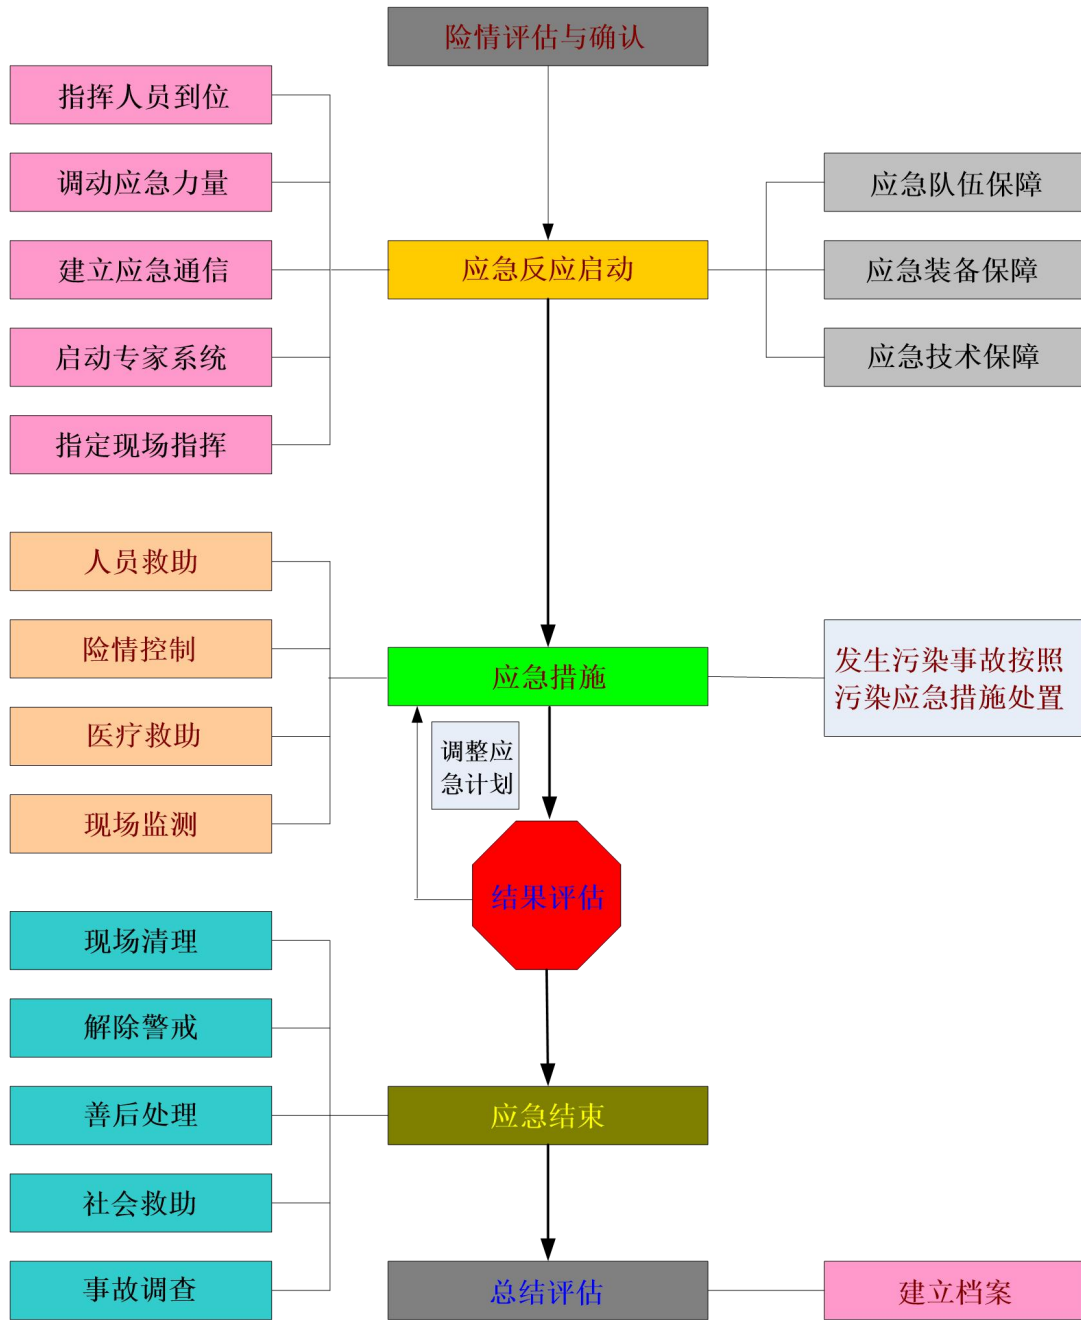 险情评估与确认
指挥人员到位
调动应急力量
建立应急通信
启动专家系统
指定现场指挥
应急反应启动
应急队伍保障
应急装备保障
应急技术保障
人员救助
险情控制
医疗救助
现场监测
应急措施
发生污染事故按照
污染应急措施处置
调整应
急计划
结果评估
现场清理
解除警戒
善后处理
社会救助
事故调查
应急结束
总结评估
建立档案